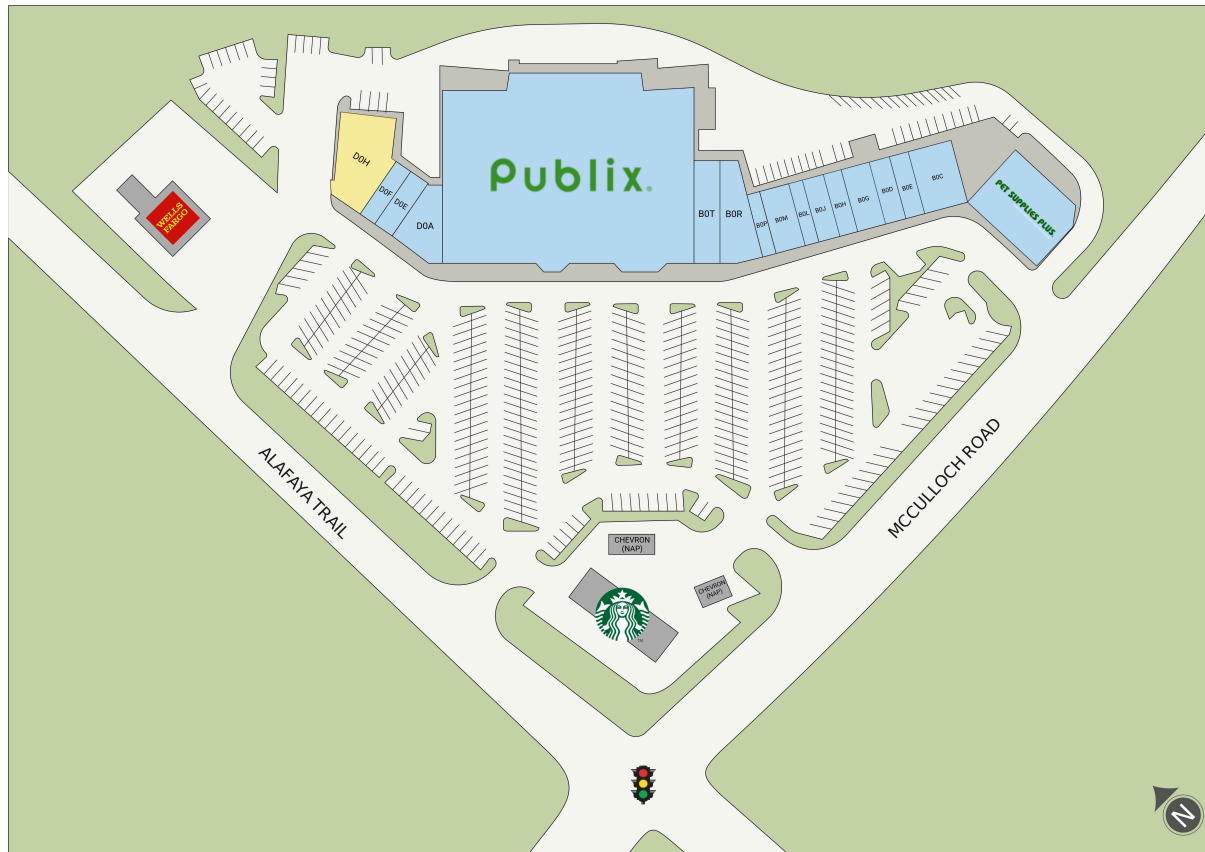 Publix.
D0H
D0F
D0E
D0A
B0T
B0R
B0P
B0M
B0L
B0J
B0H
B0G
B0D
B0E
B0C
PET SUPPLIES PLUS.
WELLS
FARGO
ALAFAYA TRAIL
MCCULLOCH ROAD
CHEVRON
(NAP)
CHEVRON
(NAP)
TM
N